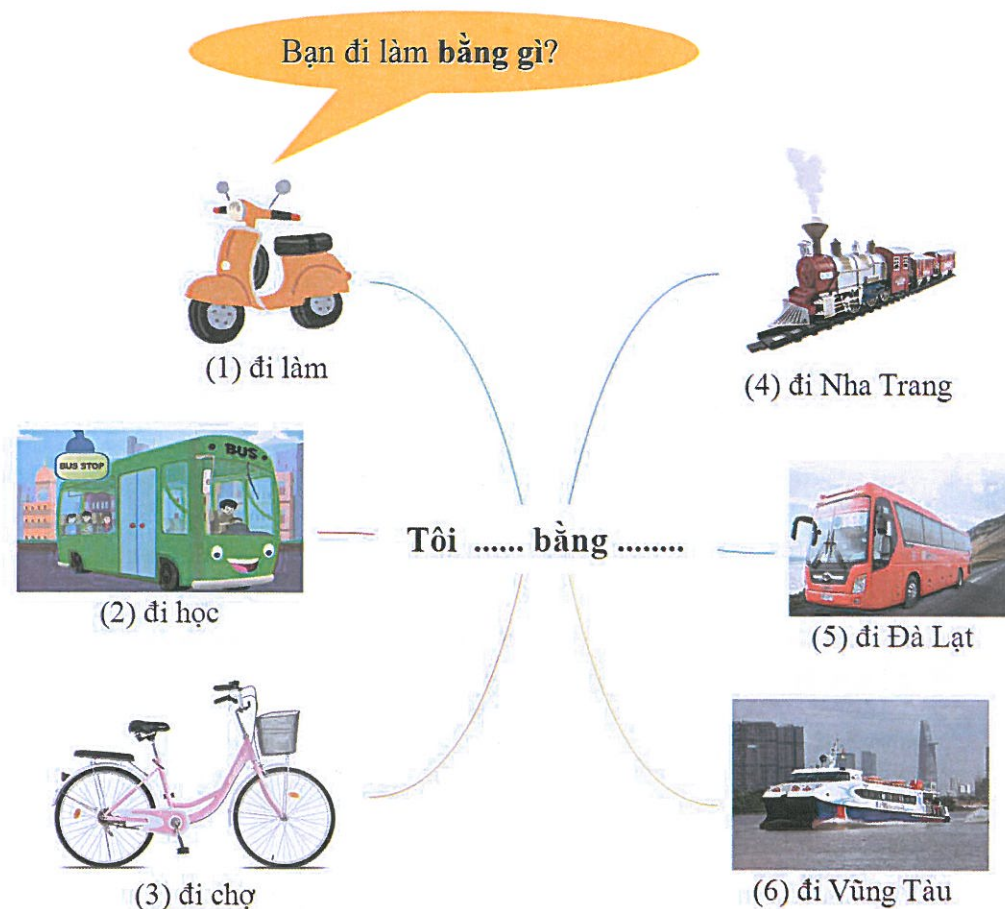 Bạn đi làm bằng gì?
(1) đi làm
(4) đi Nha Trang
BUS
BUS STOP
(2) đi học
Tôi ...... bằng ........
(5) đi Đà Lạt
(3) đi chợ
(6) đi Vũng Tàu